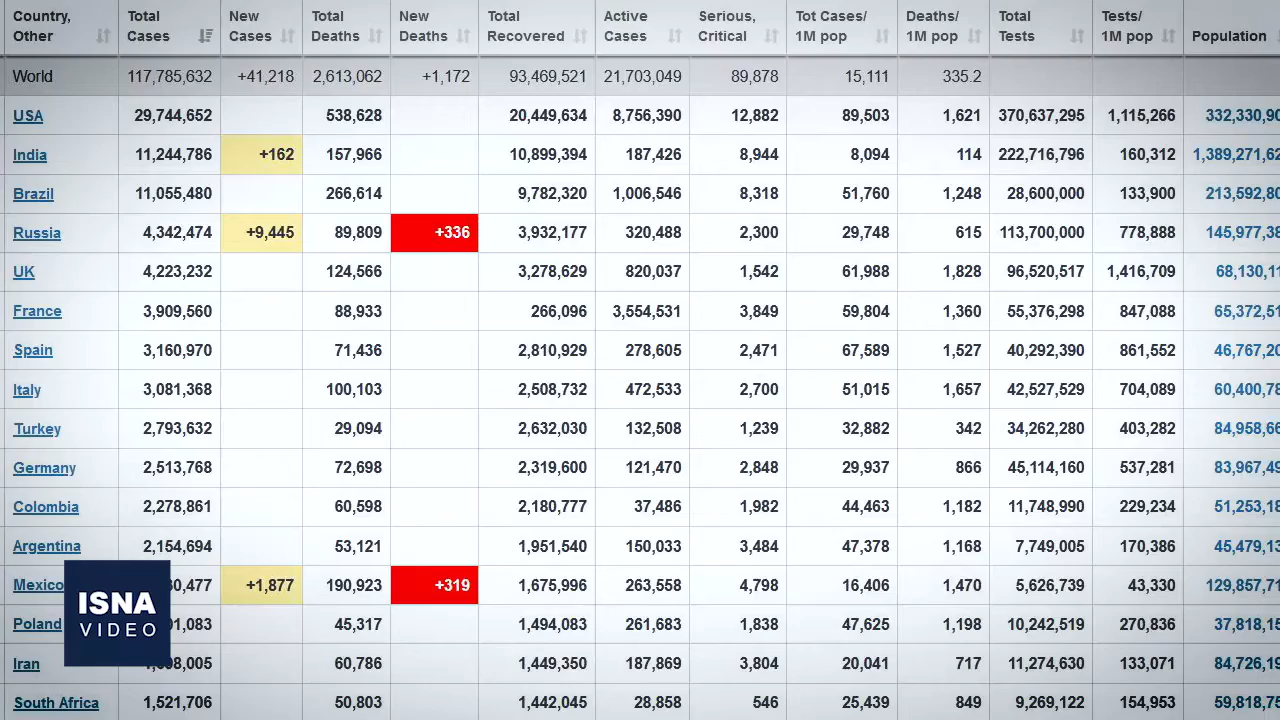 Country, Other Total Cases New Cases Total Deaths New Deaths Total Recovered Active Cases Serious, Critical Tot Cases/ 1M pop Deaths/ 1M pop Total Tests Tests/ 1M pop Population
World 117,785,632 +41,218 2,613,062 +1,172 93,469,521 21,703,049 89,878 15,111 335.2
USA 29,744,652 538,628 20,449,634 8,756,390 12,882 89,503 1,621 370,637,295 1,115,266
India 11,244,786 +162 157,966 10,899,394 187,426 8,944 8,094 114 222,716,796 160,312
Brazil 11,055,480 266,614 9,782,320 1,006,546 8,318 51,760 1,248 28,600,000 133,900
Russia 4,342,474 +9,445 89,809 +336 3,932,177 320,488 2,300 29,748 615 113,700,000 778,888
UK 4,223,232 124,566 3,278,629 820,037 1,542 61,988 1,828 96,520,517 1,416,709
France 3,909,560 88,933 266,096 3,554,531 3,849 59,804 1,360 55,376,298 847,088
Spain 3,160,970 71,436 2,810,929 278,605 2,471 67,589 1,527 40,292,390 861,552
Italy 3,081,368 100,103 2,508,732 472,533 2,700 51,015 1,657 42,527,529 704,089
Turkey 2,793,632 29,094 2,632,030 132,508 1,239 32,882 342 34,262,280 403,282
Germany 2,513,768 72,698 2,319,600 121,470 2,848 29,937 866 45,114,160 537,281
Colombia 2,278,861 60,598 2,180,777 37,486 1,982 44,463 1,182 11,748,990 229,234
Argentina 2,154,694 53,121 1,951,540 150,033 3,484 47,378 1,168 7,749,005 170,386
Mexico +1,877 190,923 +319 1,675,996 263,558 4,798 16,406 1,470 5,626,739 43,330
Poland 45,317 1,494,083 261,683 1,838 47,625 1,198 10,242,519 270,836
Iran 60,786 1,449,350 187,869 3,804 20,041 717 11,274,630 133,071
South Africa 1,521,706 50,803 1,442,045 28,858 546 25,439 849 9,269,122 154,953
ISNA
VIDEO